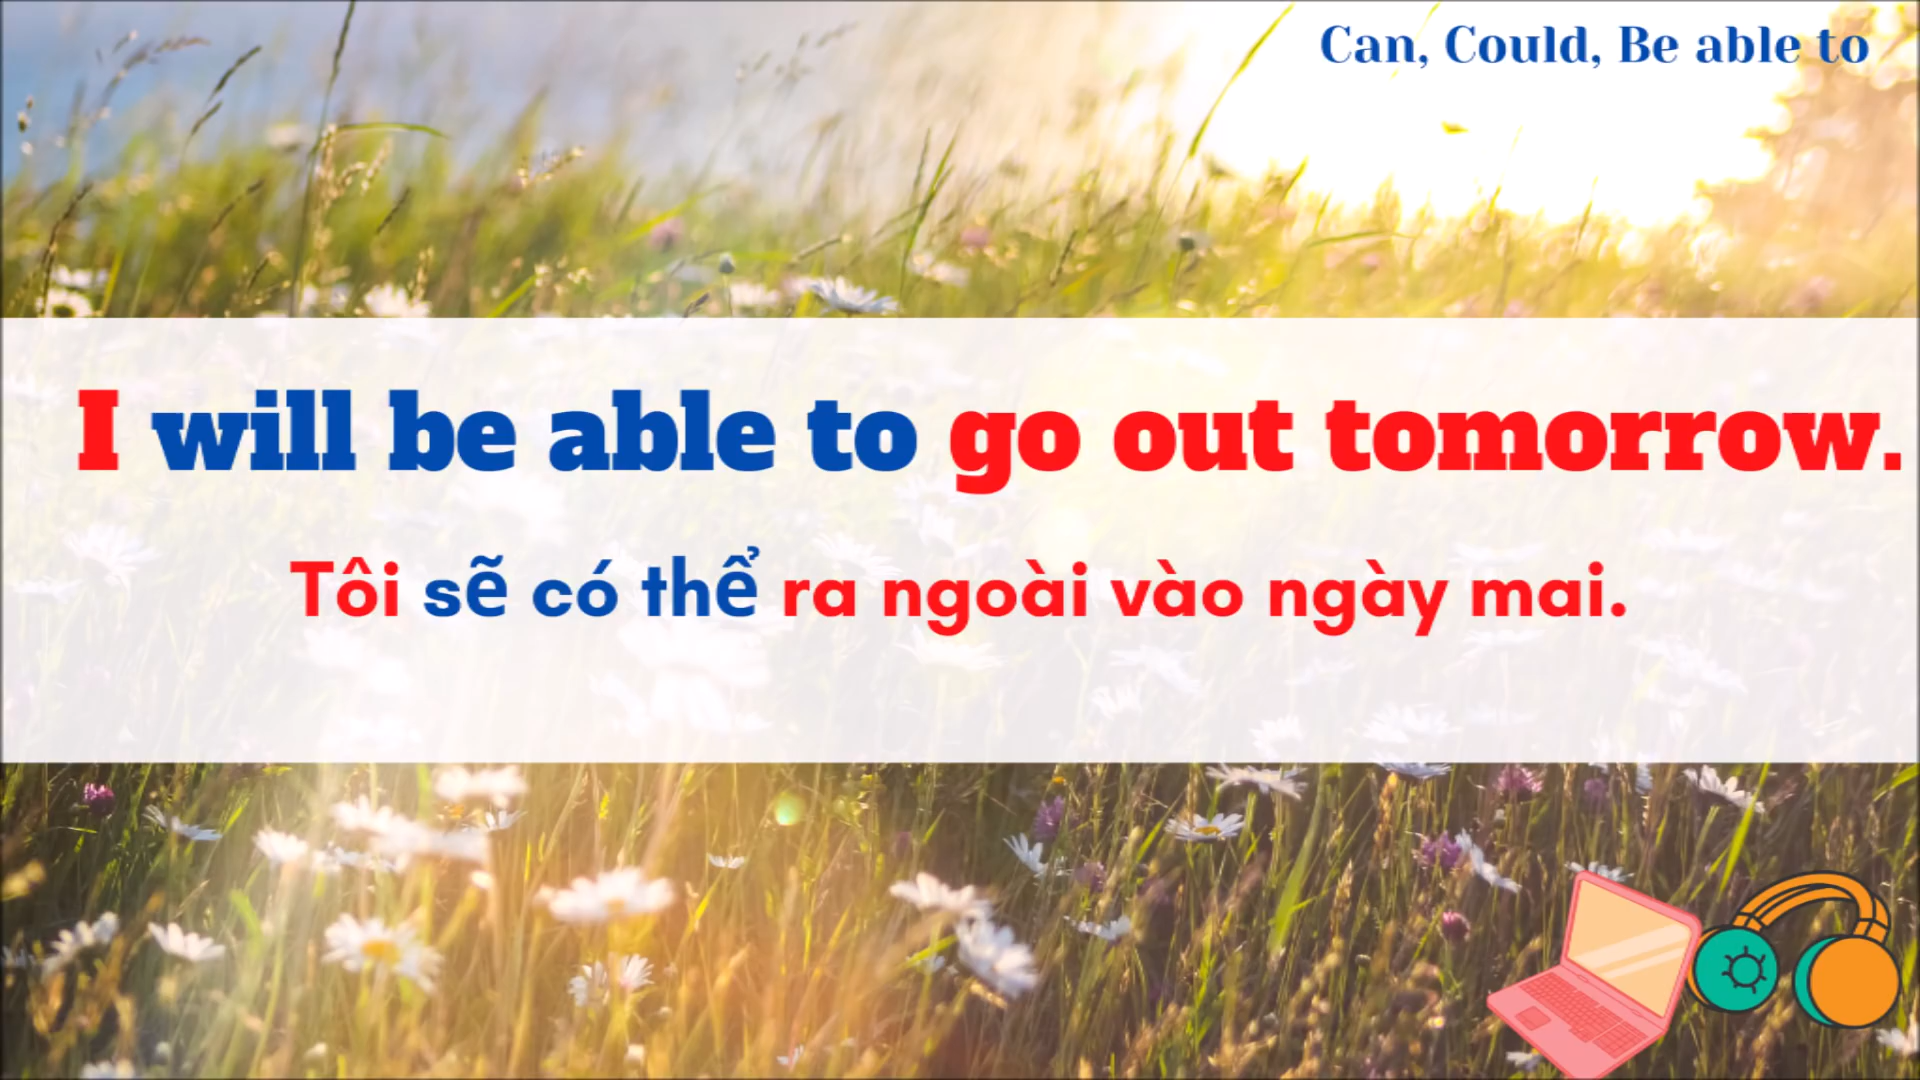 Can, Could, Be able to
I will be able to go out tomorrow.
Tôi sẽ có thể ra ngoài vào ngày mai.